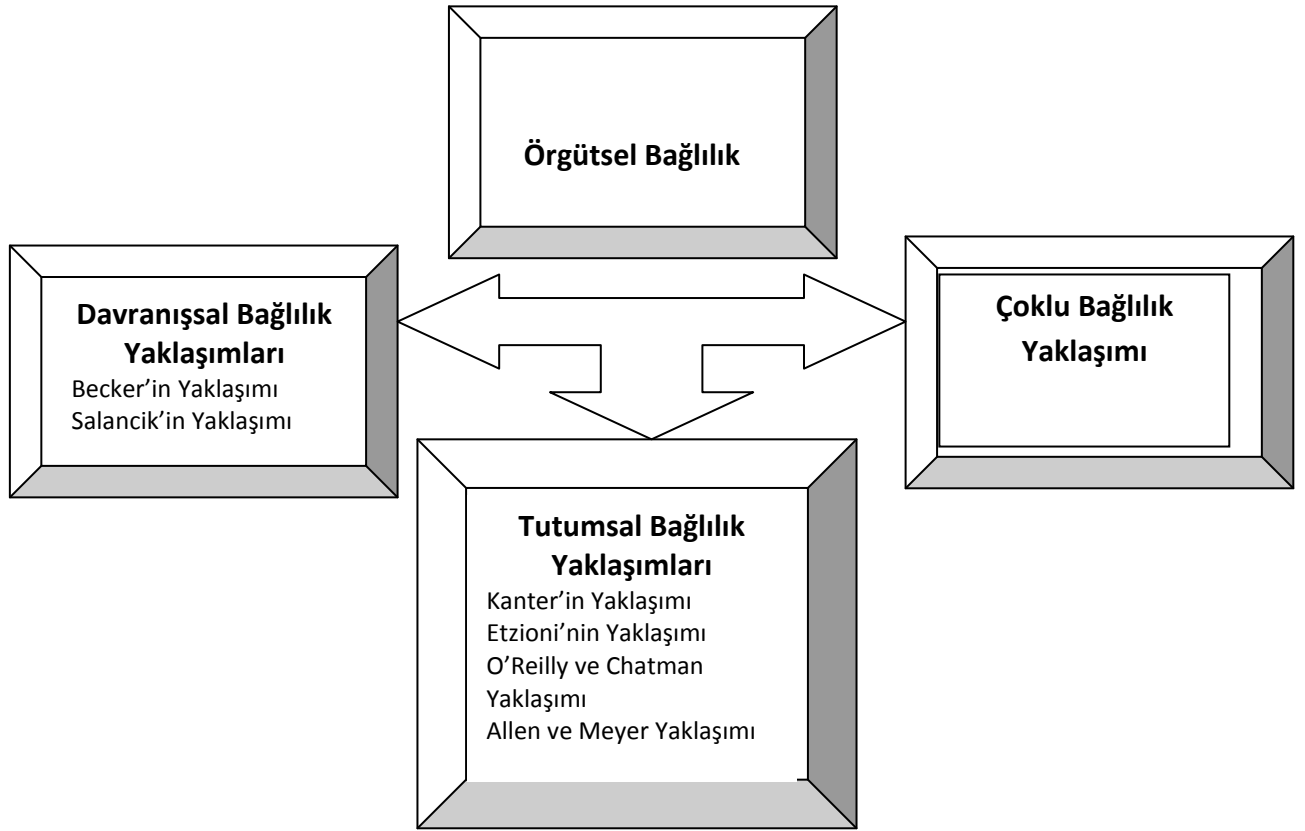 Örgütsel Bağlılık
Davranışsal Bağlılık
Yaklaşımları
Becker’in Yaklaşımı
Salancik’in Yaklaşımı
Çoklu Bağlılık
Yaklaşımı
Tutumsal Bağlılık
Yaklaşımları
Kanter’in Yaklaşımı
Etzioni’nin Yaklaşımı
O’Reilly ve Chatman
Yaklaşımı
Allen ve Meyer Yaklaşımı